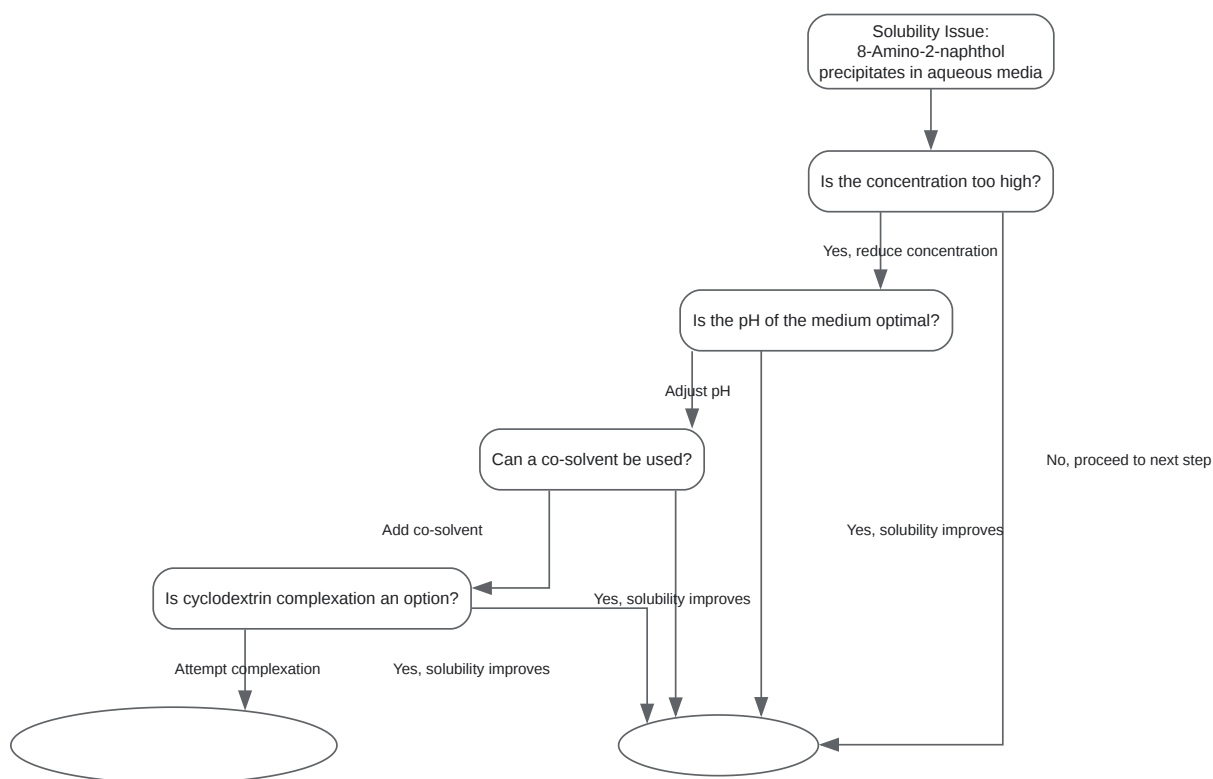 Solubility Issue:
8-Amino-2-naphthol
precipitates in aqueous media
Is the concentration too high?
Yes, reduce concentration
Is the pH of the medium optimal?
Adjust pH
Can a co-solvent be used?
No, proceed to next step
Add co-solvent
Yes, solubility improves
Is cyclodextrin complexation an option?
Yes, solubility improves
Attempt complexation
Yes, solubility improves